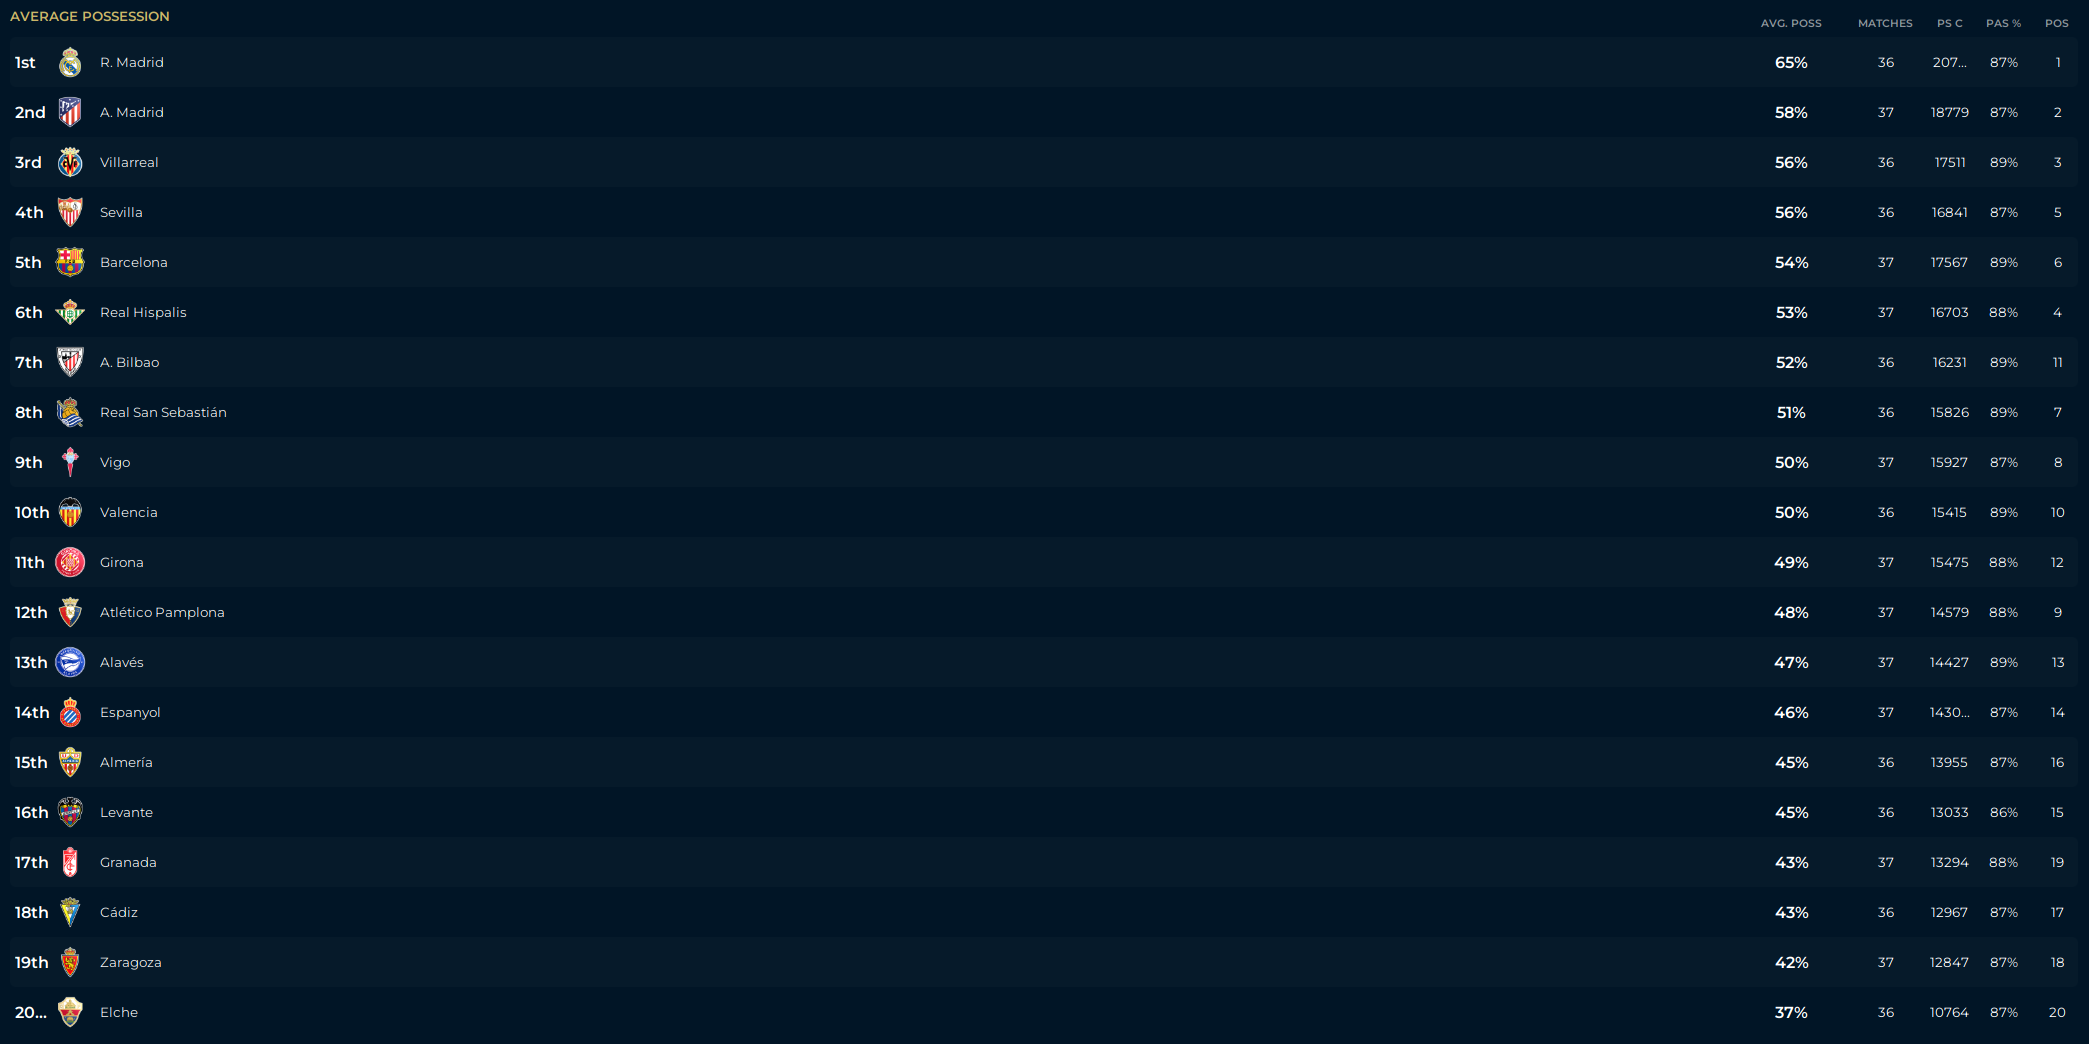 AVERAGE POSSESSION AVG. POSS MATCHES PS C PAS % POS
1st R. Madrid 65% 36 207... 87% 1
2nd A. Madrid 58% 37 18779 87% 2
3rd Villarreal 56% 36 17511 89% 3
4th Sevilla 56% 36 16841 87% 5
5th Barcelona 54% 37 17567 89% 6
6th Real Hispalis 53% 37 16703 88% 4
7th A. Bilbao 52% 36 16231 89% 11
8th Real San Sebastián 51% 36 15826 89% 7
9th Vigo 50% 37 15927 87% 8
10th Valencia 50% 36 15415 89% 10
11th Girona 49% 37 15475 88% 12
12th Atlético Pamplona 48% 37 14579 88% 9
13th Alavés 47% 37 14427 89% 13
14th Espanyol 46% 37 1430... 87% 14
15th Almería 45% 36 13955 87% 16
16th Levante 45% 36 13033 86% 15
17th Granada 43% 37 13294 88% 19
18th Cádiz 43% 36 12967 87% 17
19th Zaragoza 42% 37 12847 87% 18
20... Elche 37% 36 10764 87% 20